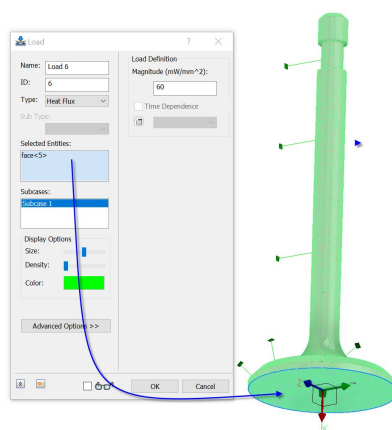 Load
?
Name: Load 6
ID: 6
Type: Heat Flux
Sub Type:
Selected Entities:
face<5>
Subcases:
Subcase 1
Display Options
Size:
Density:
Color:
Advanced Options >>
Load Definition
Magnitude (mW/mm^2):
60
Time Dependence
OK
Cancel